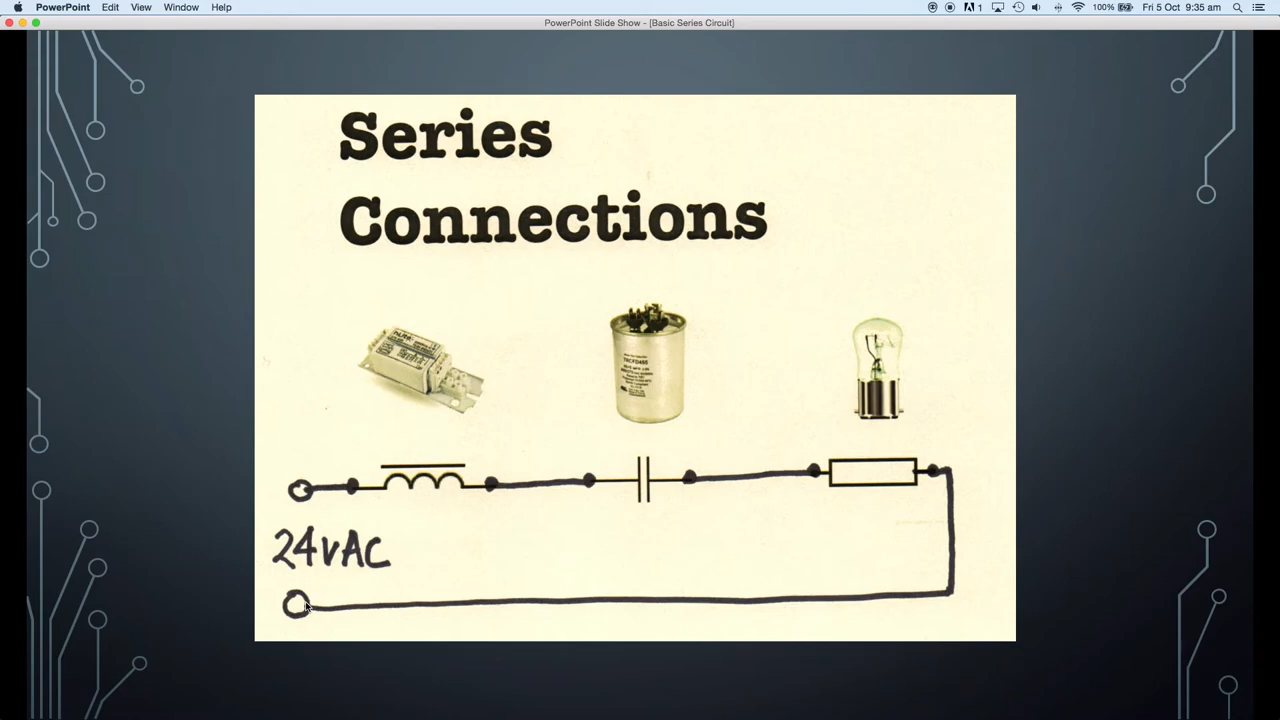 PowerPoint Edit View Window Help
1 100% Fri 5 Oct 9:35 am
PowerPoint Slide Show - [Basic Series Circuit]
Series
Connections
24vAC